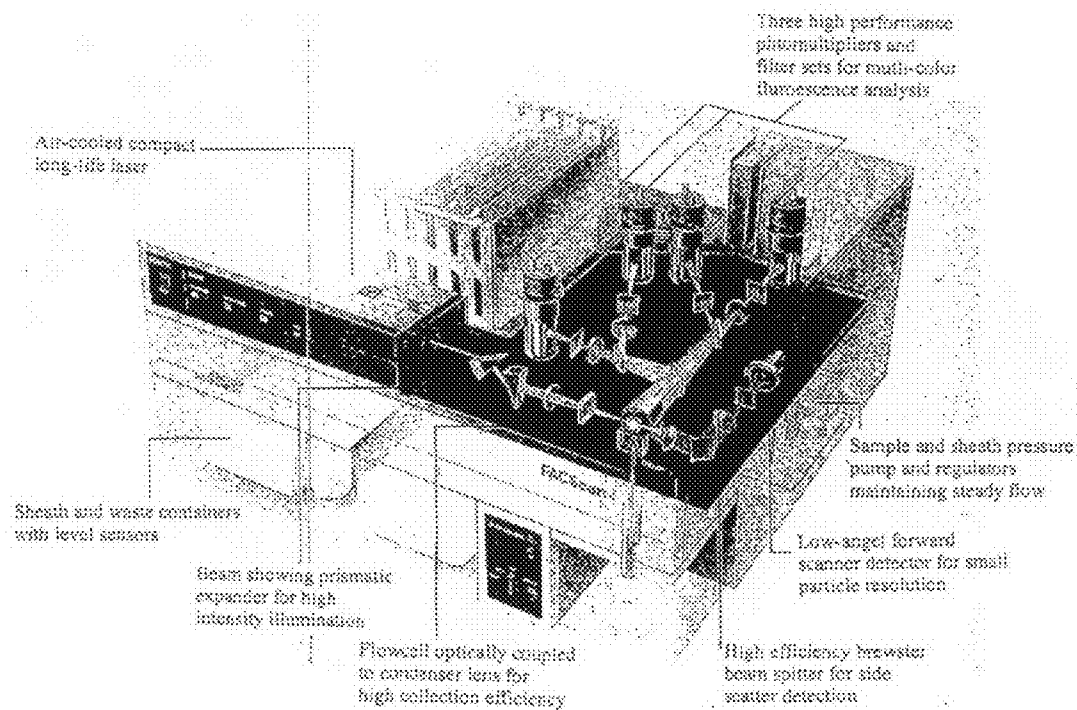 Three high performance
photomultipliers and
filter sets for multi-color
flurescence analysis
Air-cooled compact
long-life laser
FACScan
Sample and sheath pressure
pump and regulators
maintaining steady flow
Sheath and waste containers
with level sensors
Low-angel forward
scanner detector for small
particle resolution
Beam showing prismatic
expander for high
intensity illumination
Flowcell optically coupled
to condenser lens for
high collection efficiency
High efficiency brewster
beam spitter for side
scatter detection